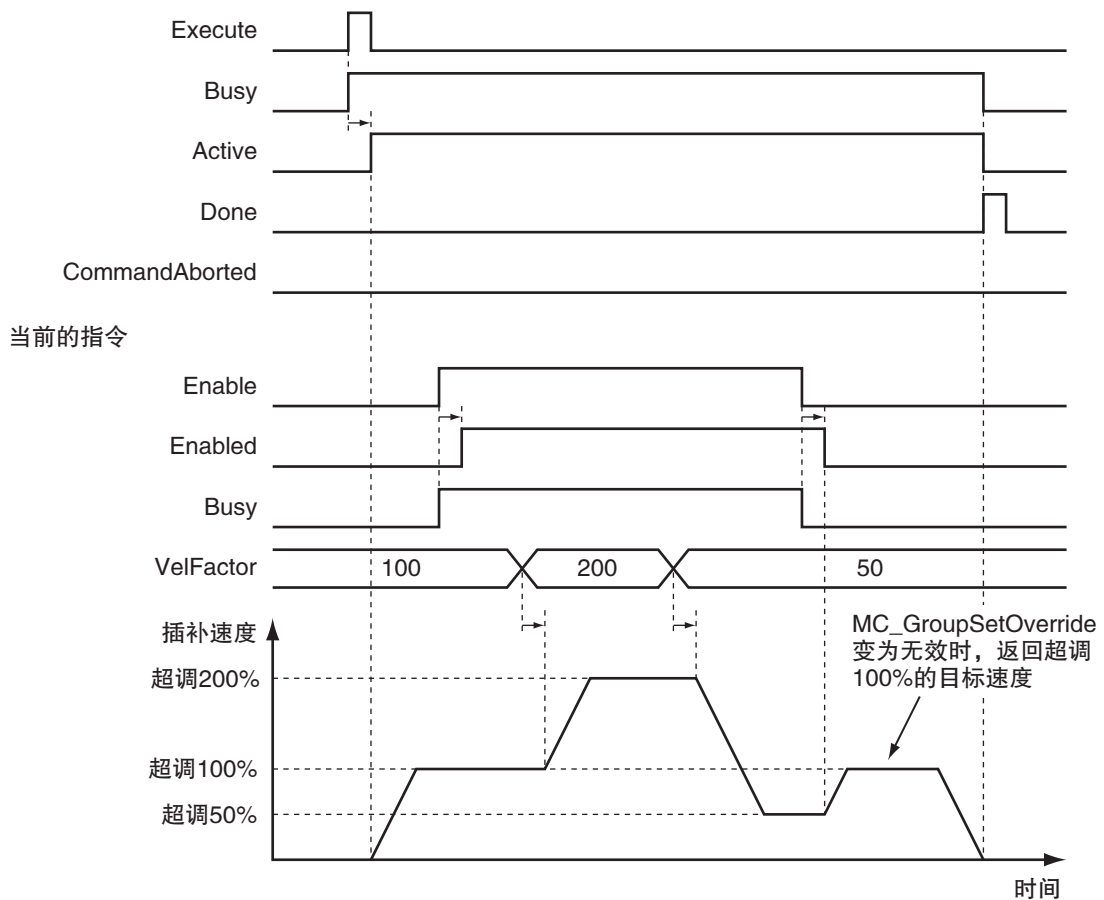 Execute
Busy
Active
Done
CommandAborted
当前的指令
Enable
Enabled
Busy
VelFactor
100
200
50
插补速度
MC_GroupSetOverride
变为无效时，返回超调
100%的目标速度
超调200%
超调100%
超调50%
时间